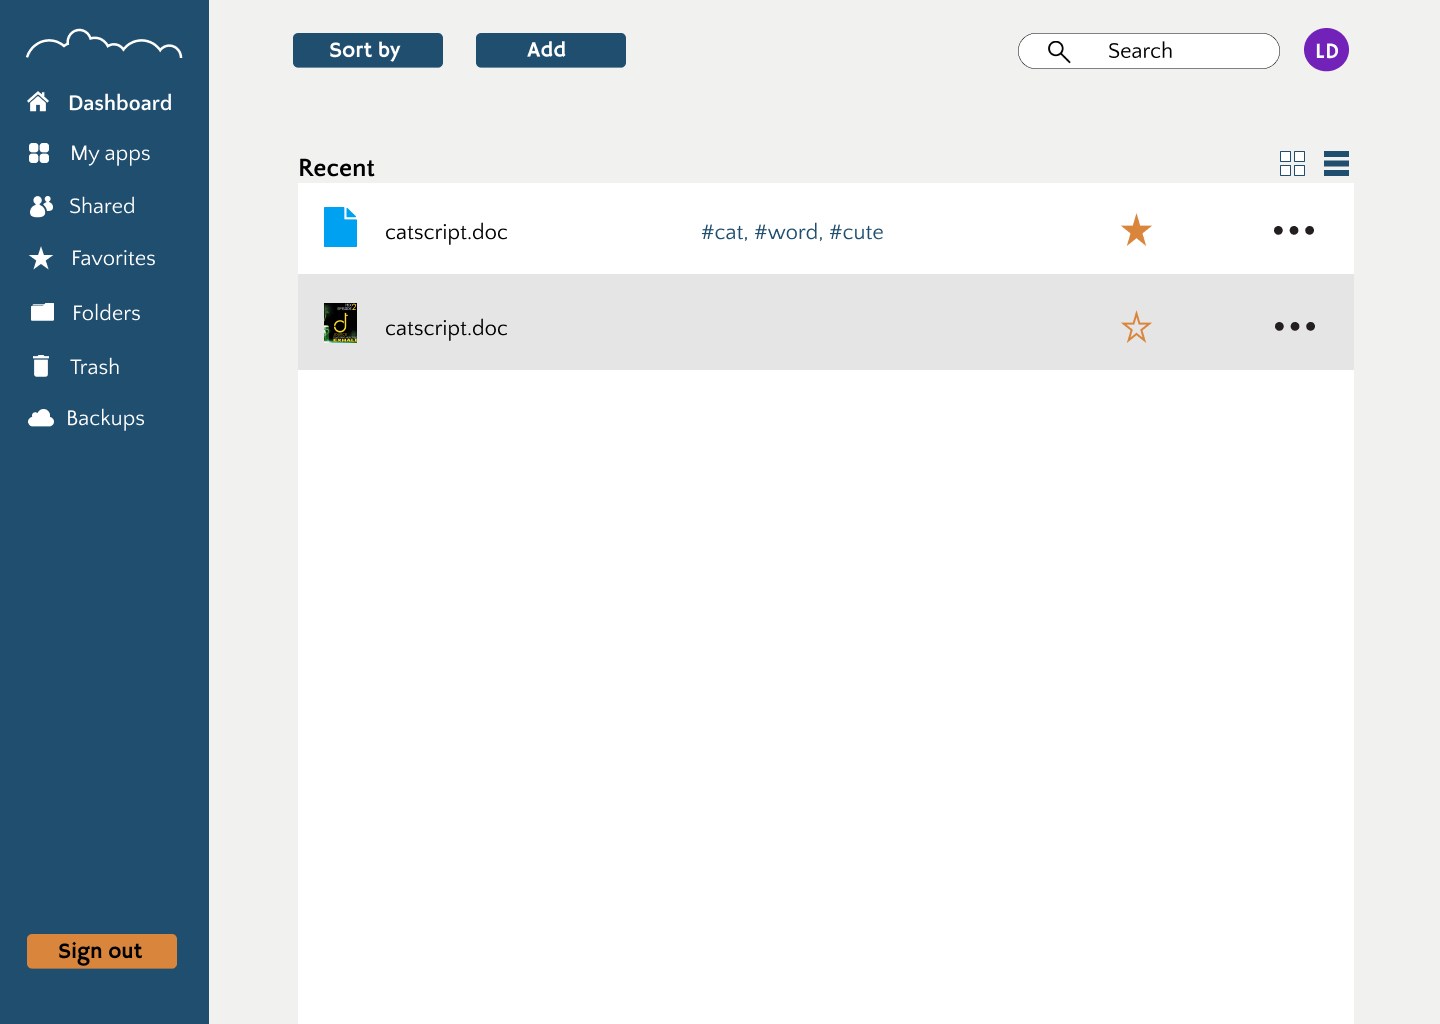 Sort by
Add
Search
LD
Dashboard
My apps
Shared
Favorites
Folders
Trash
Backups
Recent
catscript.doc
#cat, #word, #cute
catscript.doc
Sign out